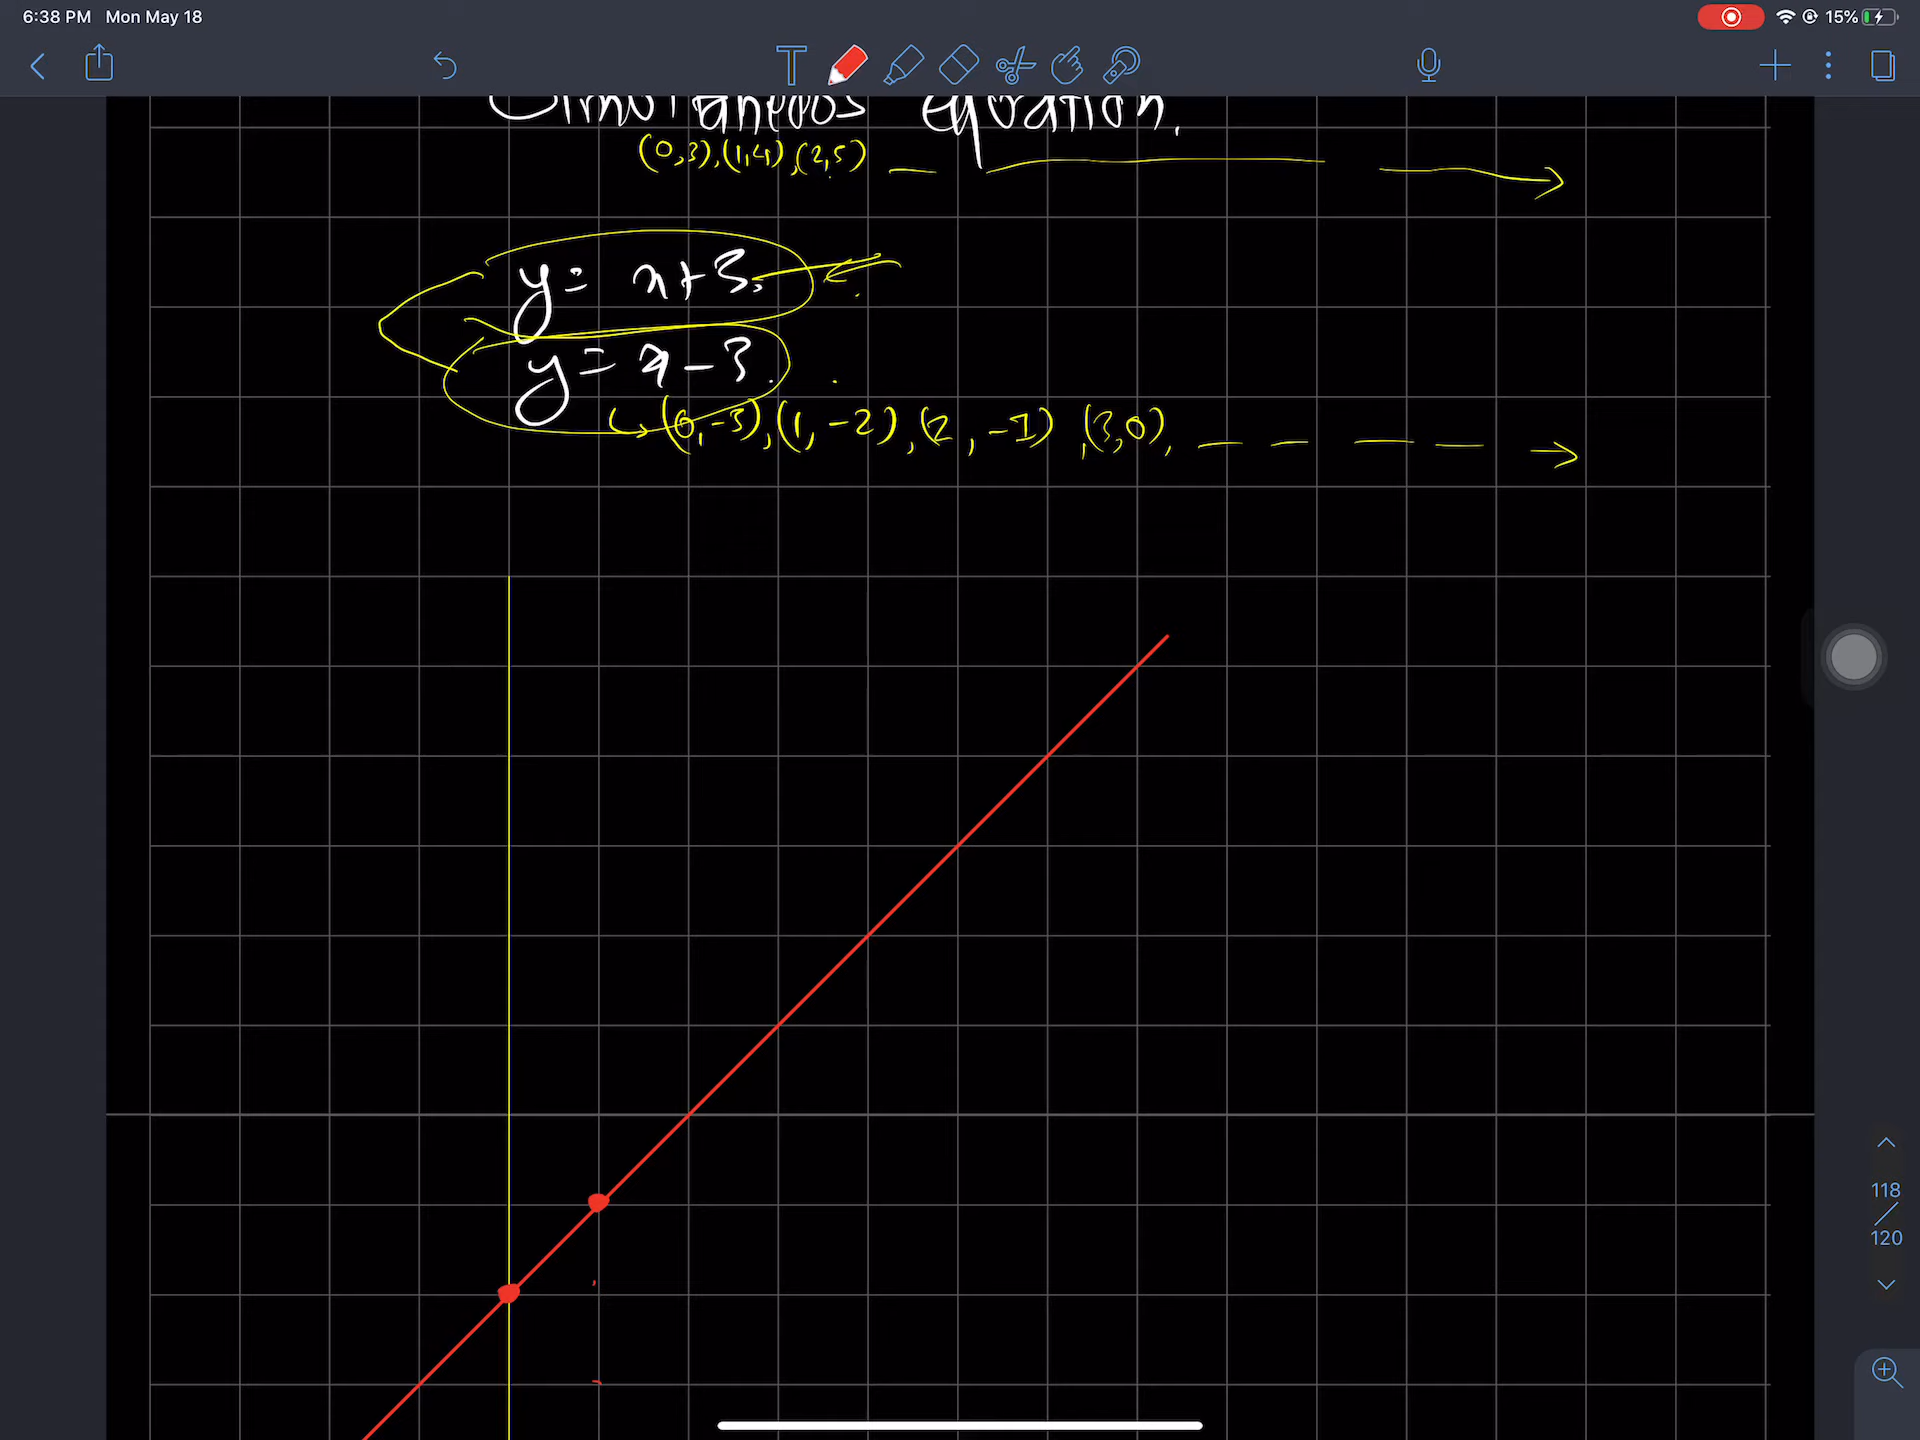 6:38 PM Mon May 18
15%
T
Simultaneous equation.
(0,3),(1,4),(2,5)
y= x+3.
y= x-3.
(0,-3),(1,-2),(2,-1),(3,0),
118
120